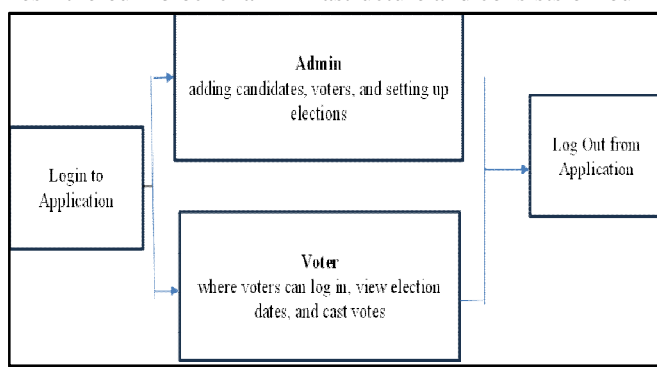 Admin
adding candidates, voters, and setting up
elections
Login to
Application
Log Out from
Application
Voter
where voters can log in, view election
dates, and cast votes